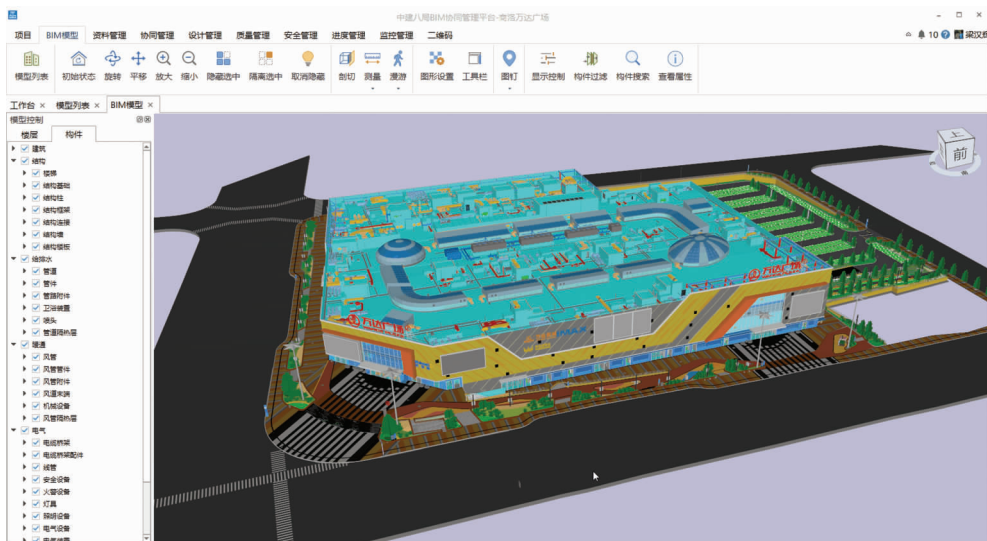 中建八局BIM协同管理平台-菏泽万达广场
项目 BIM模型 资料管理 协同管理 设计管理 质量管理 安全管理 进度管理 监控管理 二维码
10
模型列表 初始状态 旋转 平移 放大 缩小 隐藏选中 隔离选中 取消隐藏 剖切 测量 漫游 图形设置 工具栏 图钉 显示控制 构件过滤 构件搜索 查看属性
工作台 模型列表 BIM模型
模型控制
楼层 构件
建筑
结构
楼梯
结构基础
结构柱
结构框架
结构连接
结构墙
结构楼板
给排水
管道
管件
管路附件
卫浴装置
喷头
管道隔热层
暖通
风管
风管管件
风管附件
风道末端
机械设备
风管隔热层
电气
电缆桥架
电缆桥架配件
线管
安全设备
火警设备
灯具
照明设备
电气设备
上
前